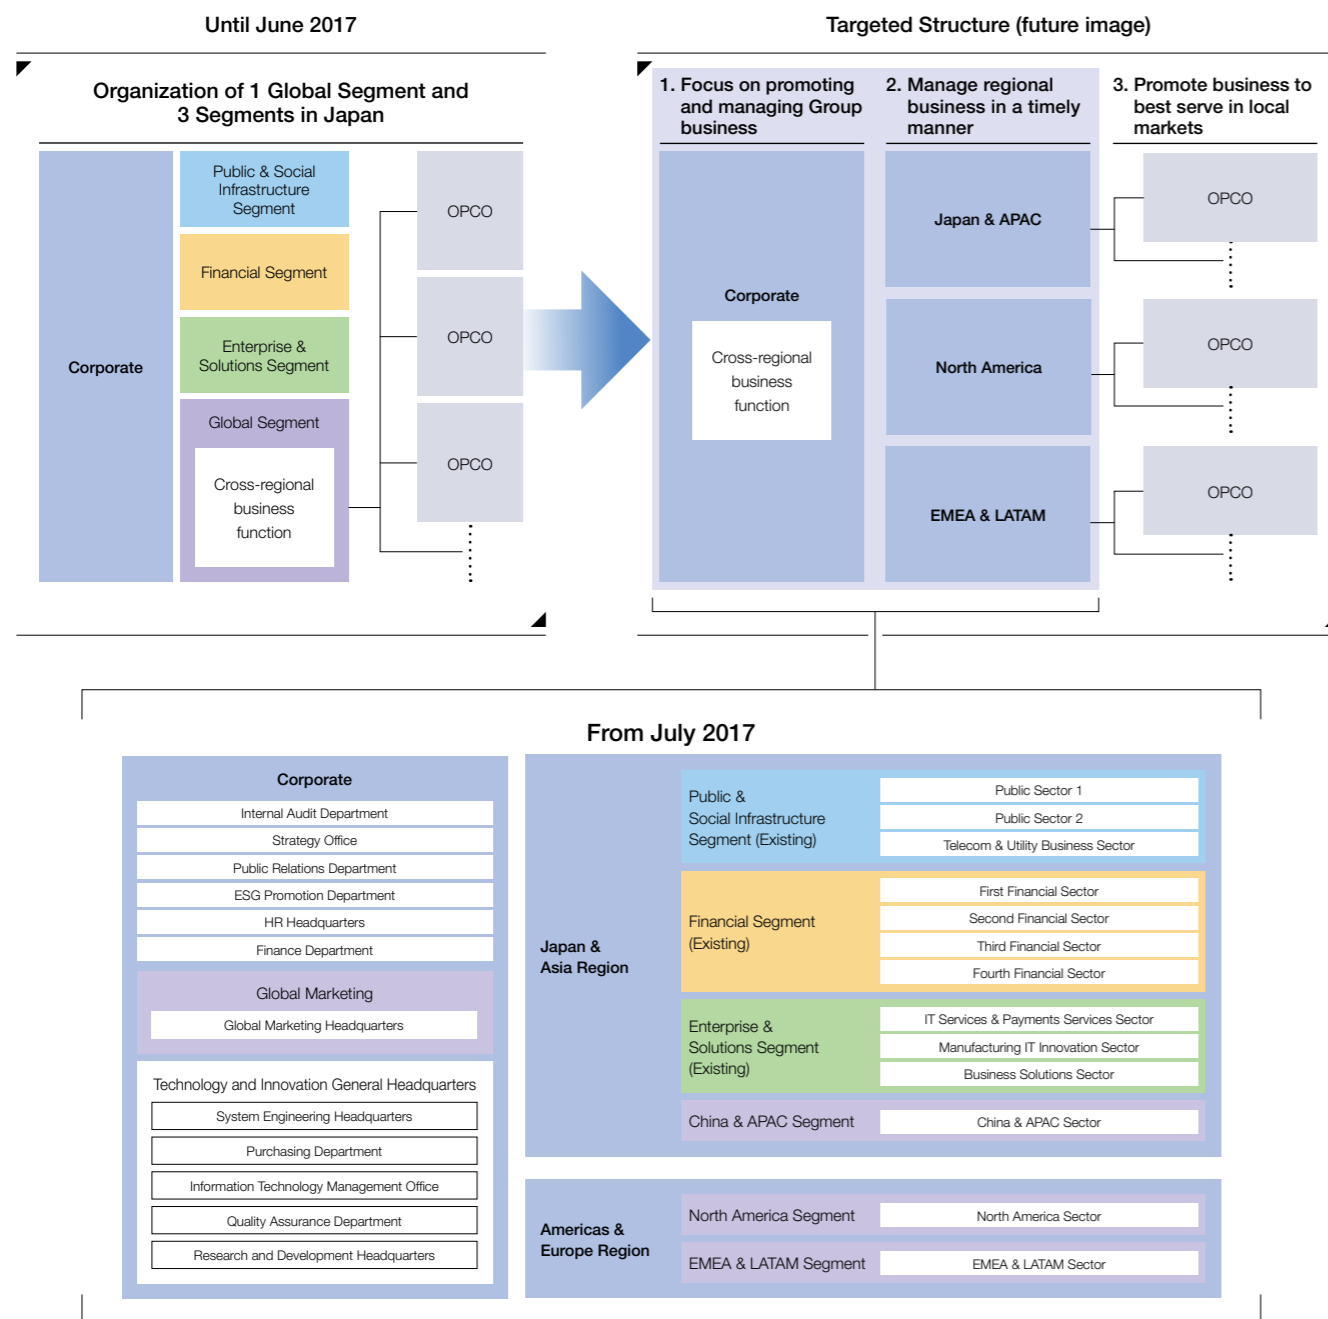 Until June 2017
Organization of 1 Global Segment and
3 Segments in Japan
Corporate
Public & Social
Infrastructure
Segment
Financial Segment
Enterprise &
Solutions Segment
Global Segment
Cross-regional
business
function
OPCO
OPCO
OPCO
Targeted Structure (future image)
1. Focus on promoting
and managing Group
business
2. Manage regional
business in a timely
manner
3. Promote business to
best serve in local
markets
Corporate
Cross-regional
business
function
Japan & APAC
North America
EMEA & LATAM
OPCO
OPCO
OPCO
From July 2017
Corporate
Internal Audit Department
Strategy Office
Public Relations Department
ESG Promotion Department
HR Headquarters
Finance Department
Global Marketing
Global Marketing Headquarters
Technology and Innovation General Headquarters
System Engineering Headquarters
Purchasing Department
Information Technology Management Office
Quality Assurance Department
Research and Development Headquarters
Japan &
Asia Region
Public &
Social Infrastructure
Segment (Existing)
Public Sector 1
Public Sector 2
Telecom & Utility Business Sector
Financial Segment
(Existing)
First Financial Sector
Second Financial Sector
Third Financial Sector
Fourth Financial Sector
Enterprise &
Solutions Segment
(Existing)
IT Services & Payments Services Sector
Manufacturing IT Innovation Sector
Business Solutions Sector
China & APAC Segment
China & APAC Sector
Americas &
Europe Region
North America Segment
North America Sector
EMEA & LATAM Segment
EMEA & LATAM Sector